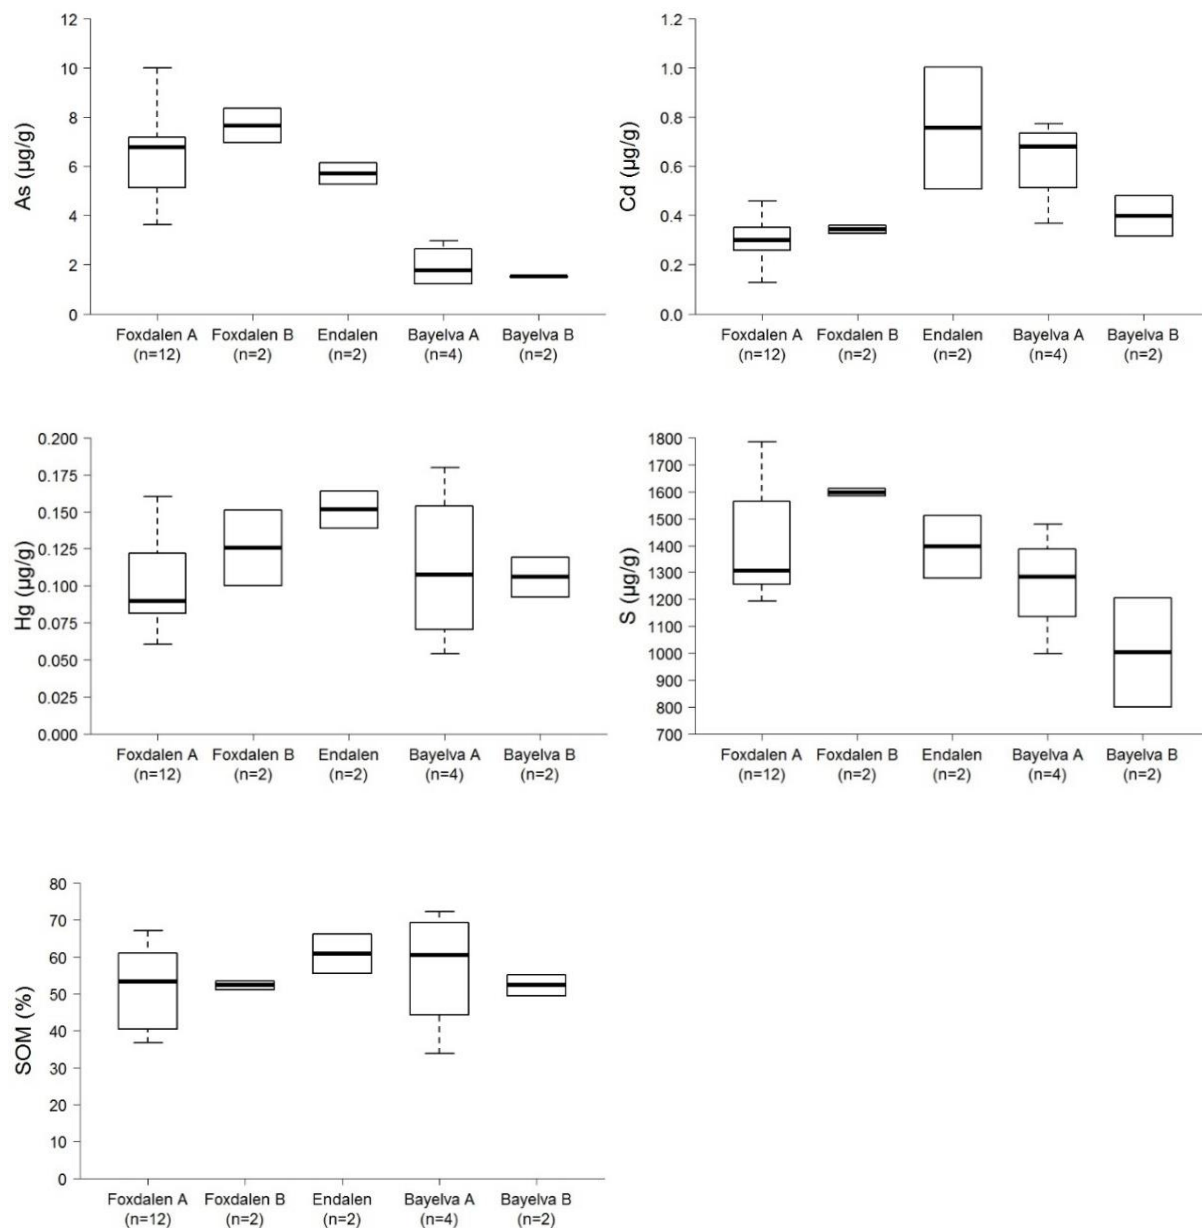 12
10
8
6
4
2
0
As (µg/g)
Foxdalen A Foxdalen B Endalen Bayelva A Bayelva B
(n=12) (n=2) (n=2) (n=4) (n=2)
1.2
1.0
0.8
0.6
0.4
0.2
0.0
Cd (µg/g)
Foxdalen A Foxdalen B Endalen Bayelva A Bayelva B
(n=12) (n=2) (n=2) (n=4) (n=2)
0.200
0.175
0.150
0.125
0.100
0.075
0.050
0.025
0.000
Hg (µg/g)
Foxdalen A Foxdalen B Endalen Bayelva A Bayelva B
(n=12) (n=2) (n=2) (n=4) (n=2)
1800
1700
1600
1500
1400
1300
1200
1100
1000
900
800
700
S (µg/g)
Foxdalen A Foxdalen B Endalen Bayelva A Bayelva B
(n=12) (n=2) (n=2) (n=4) (n=2)
80
70
60
50
40
30
20
10
0
SOM (%)
Foxdalen A Foxdalen B Endalen Bayelva A Bayelva B
(n=12) (n=2) (n=2) (n=4) (n=2)